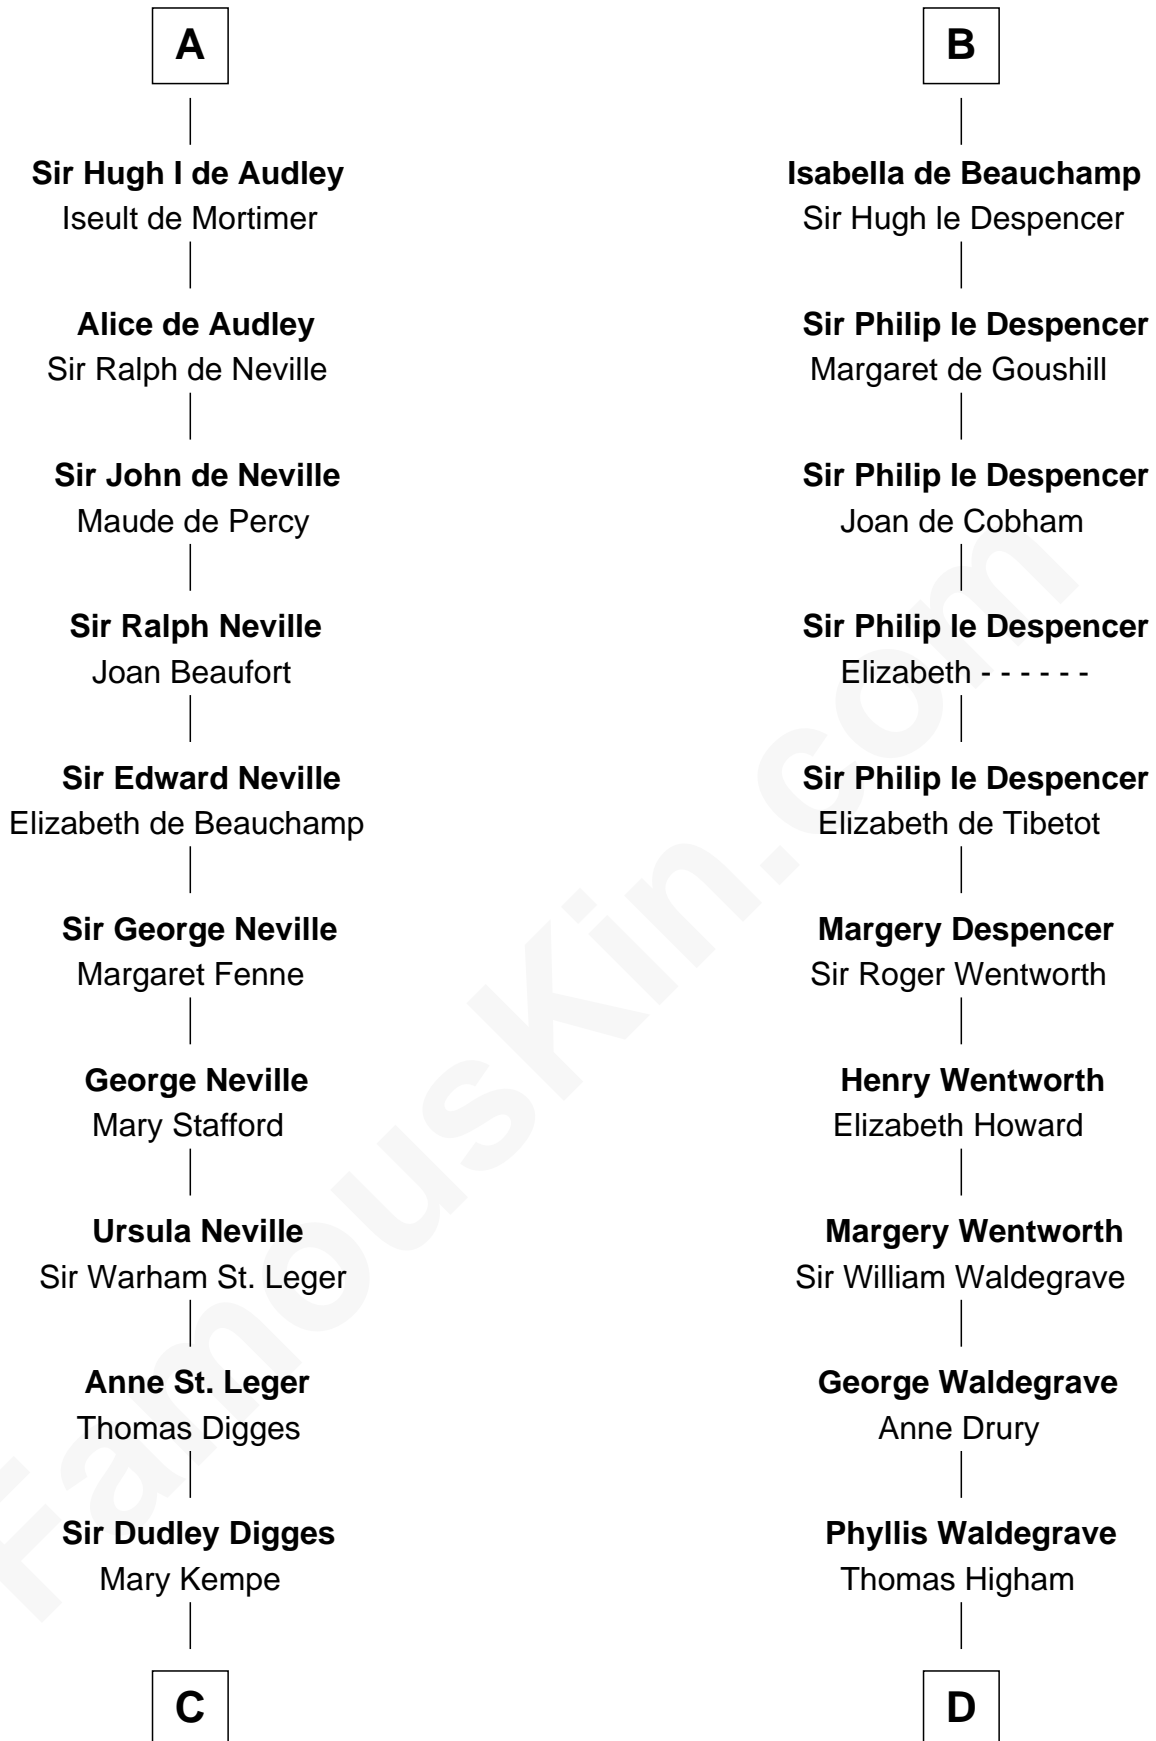 A
Sir Hugh I de Audley
Iseult de Mortimer
Alice de Audley
Sir Ralph de Neville
Sir John de Neville
Maude de Percy
Sir Ralph Neville
Joan Beaufort
Sir Edward Neville
Elizabeth de Beauchamp
Sir George Neville
Margaret Fenne
George Neville
Mary Stafford
Ursula Neville
Sir Warham St. Leger
Anne St. Leger
Thomas Digges
Sir Dudley Digges
Mary Kempe
C
B
Isabella de Beauchamp
Sir Hugh le Despencer
Sir Philip le Despencer
Margaret de Goushill
Sir Philip le Despencer
Joan de Cobham
Sir Philip le Despencer
Elizabeth - - - - - -
Sir Philip le Despencer
Elizabeth de Tibetot
Margery Despencer
Sir Roger Wentworth
Henry Wentworth
Elizabeth Howard
Margery Wentworth
Sir William Waldegrave
George Waldegrave
Anne Drury
Phyllis Waldegrave
Thomas Higham
D
FamousKin.com